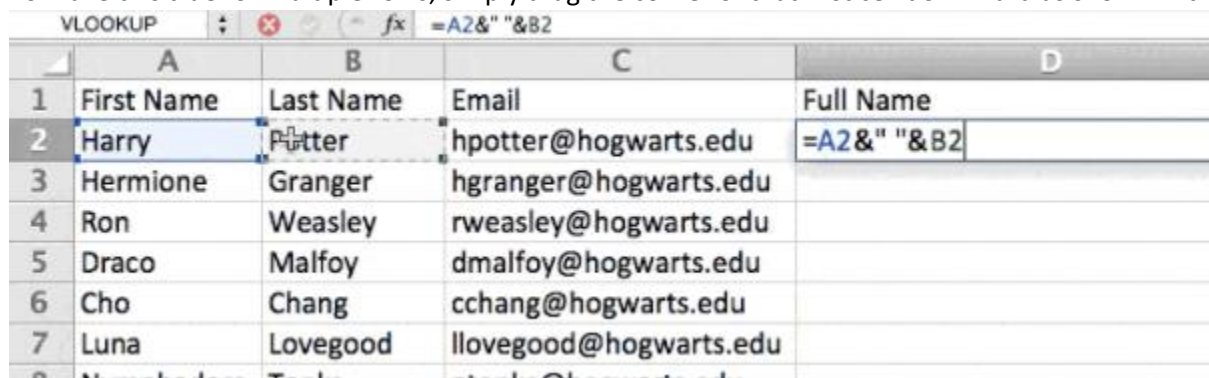 VLOOKUP fx =A2&" "&B2
A B C D
1 First Name Last Name Email Full Name
2 Harry Potter hpotter@hogwarts.edu =A2&" "&B2
3 Hermione Granger hgranger@hogwarts.edu
4 Ron Weasley rweasley@hogwarts.edu
5 Draco Malfoy dmalfoy@hogwarts.edu
6 Cho Chang cchang@hogwarts.edu
7 Luna Lovegood llovegood@hogwarts.edu